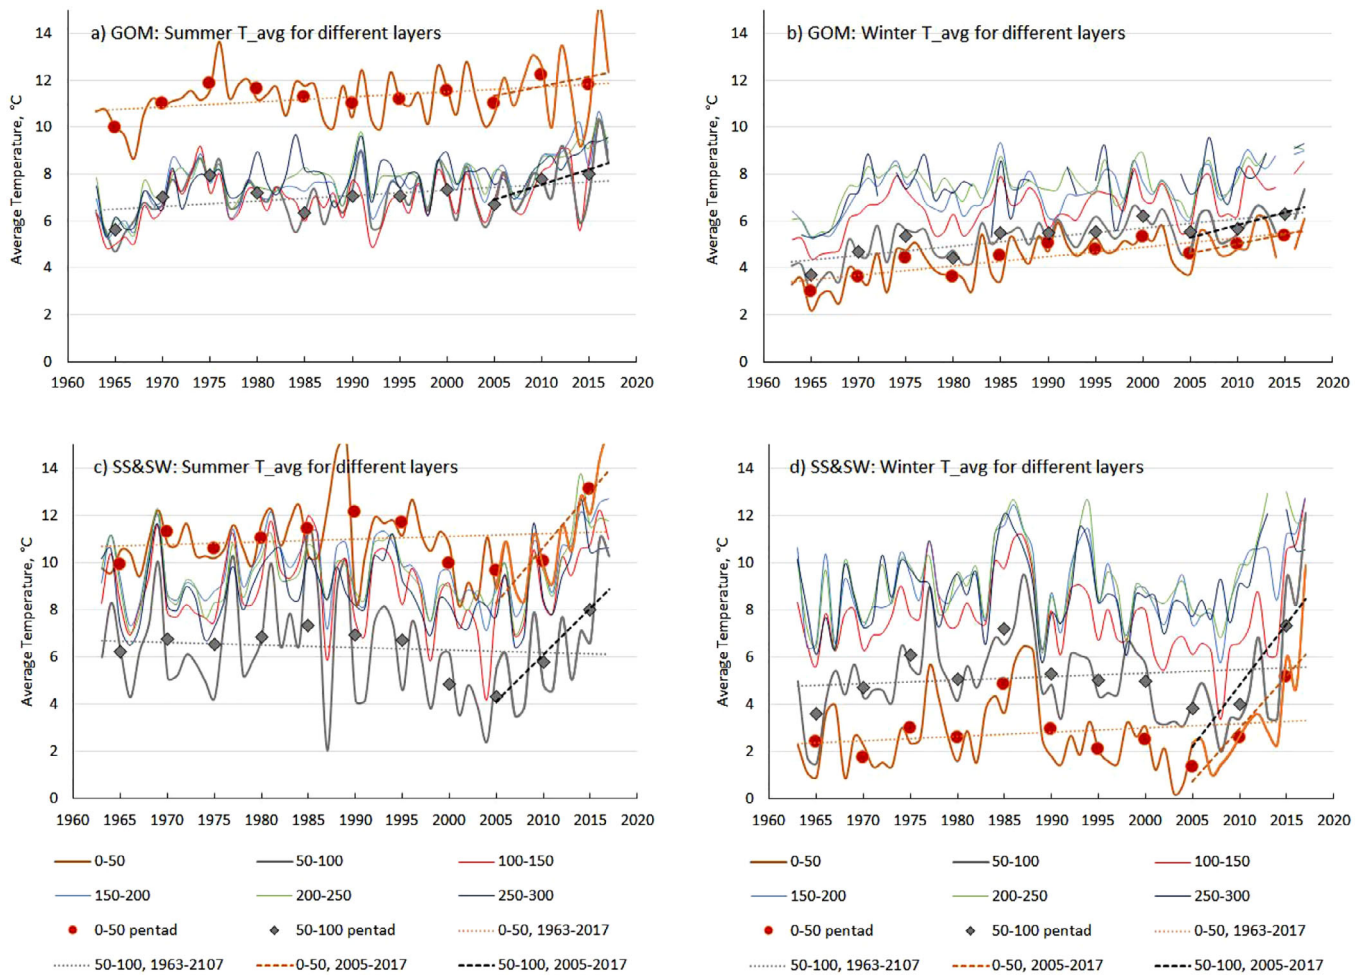 a) GOM: Summer T_avg for different layers
Average Temperature, °C
14
12
10
8
6
4
2
0
1960 1965 1970 1975 1980 1985 1990 1995 2000 2005 2010 2015 2020
b) GOM: Winter T_avg for different layers
Average Temperature, °C
14
12
10
8
6
4
2
0
1960 1965 1970 1975 1980 1985 1990 1995 2000 2005 2010 2015 2020
c) SS&SW: Summer T_avg for different layers
Average Temperature, °C
14
12
10
8
6
4
2
0
1960 1965 1970 1975 1980 1985 1990 1995 2000 2005 2010 2015 2020
d) SS&SW: Winter T_avg for different layers
Average Temperature, °C
14
12
10
8
6
4
2
0
1960 1965 1970 1975 1980 1985 1990 1995 2000 2005 2010 2015 2020
0-50 50-100 100-150
150-200 200-250 250-300
0-50 pentad 50-100 pentad 0-50, 1963-2017
50-100, 1963-2107 0-50, 2005-2017 50-100, 2005-2017
0-50 50-100 100-150
150-200 200-250 250-300
0-50 pentad 50-100 pentad 0-50, 1963-2017
50-100, 1963-2107 0-50, 2005-2017 50-100, 2005-2017